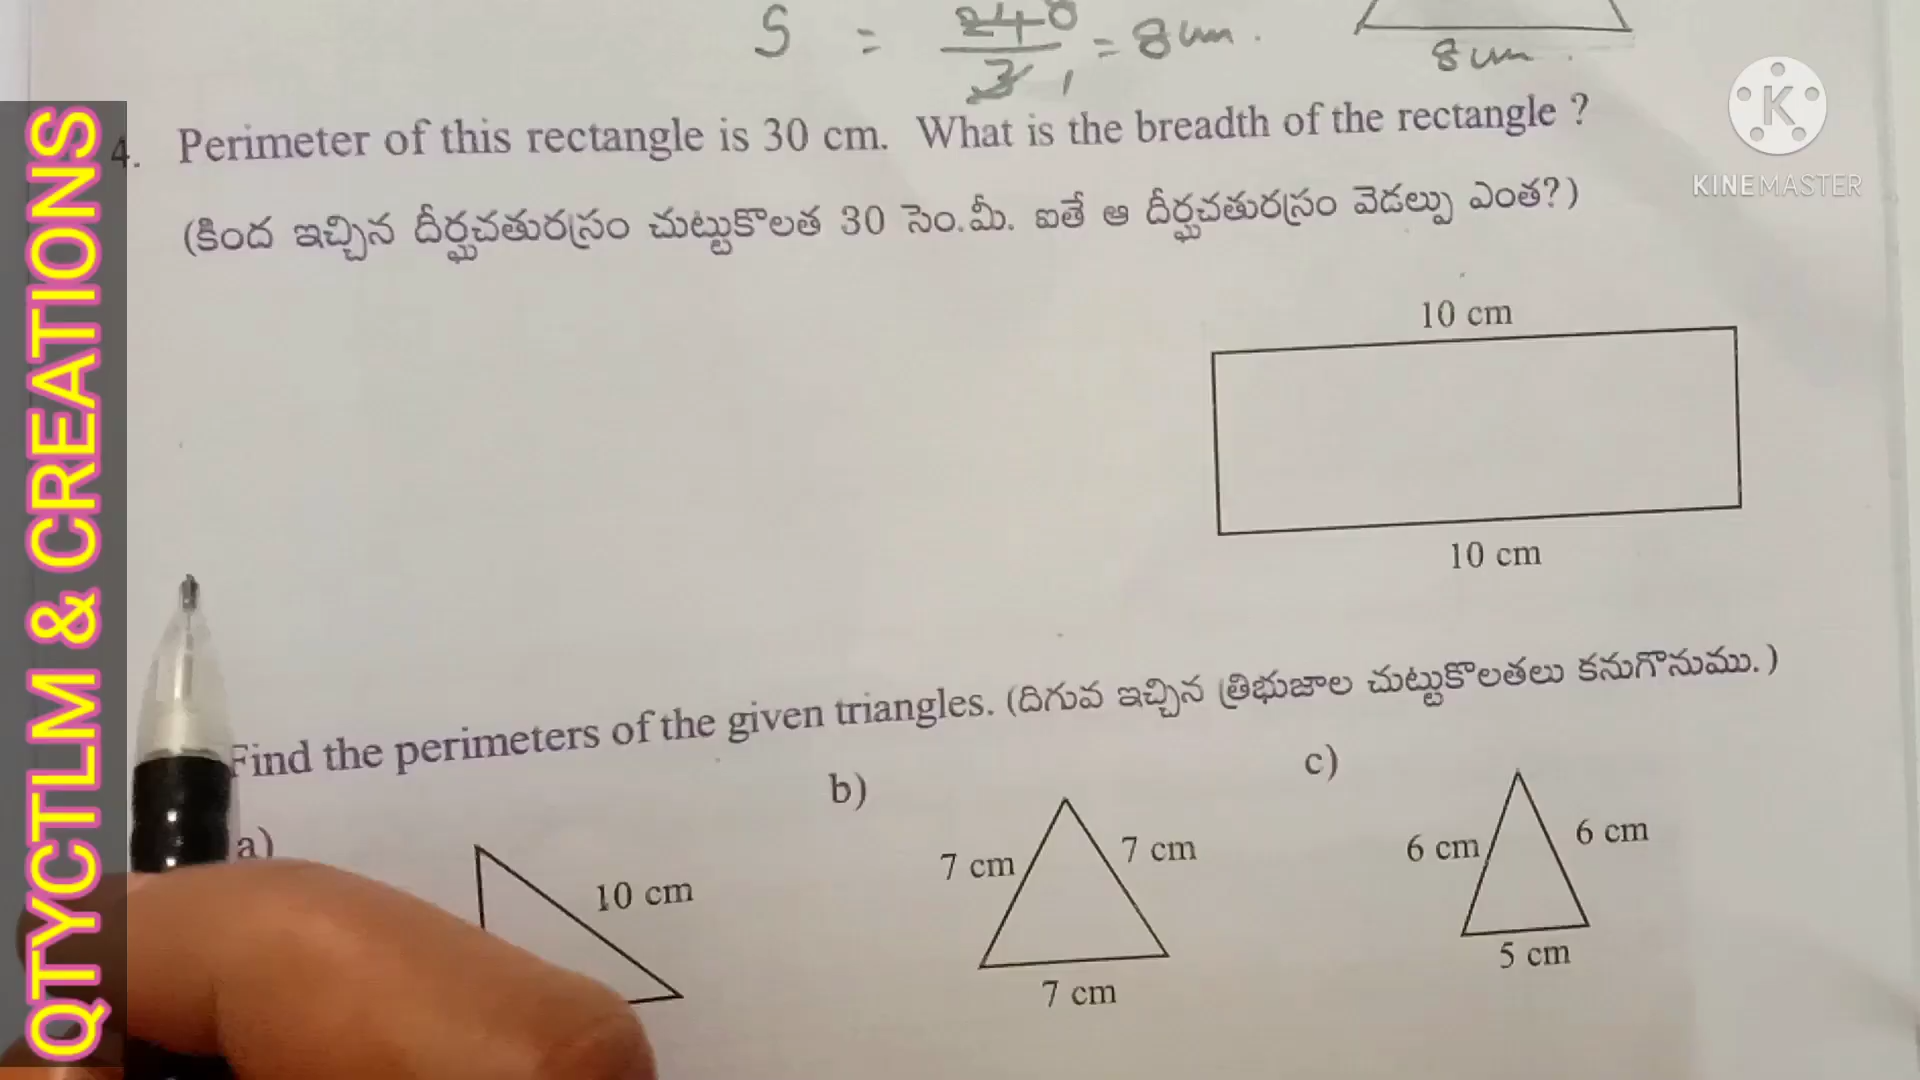 S = 240/3 1 = 8 cm.
8 cm.
KINEMASTER
QTYCTLM & CREATIONS
4. Perimeter of this rectangle is 30 cm. What is the breadth of the rectangle ?
(కింద ఇచ్చిన దీర్ఘచతురస్రం చుట్టుకొలత 30 సెం.మీ. ఐతే ఆ దీర్ఘచతురస్రం వెడల్పు ఎంత?)
10 cm
10 cm
Find the perimeters of the given triangles. (దిగువ ఇచ్చిన త్రిభుజాల చుట్టుకొలతలు కనుగొనుము.)
a) b) c)
10 cm
7 cm 7 cm
7 cm
6 cm 6 cm
5 cm